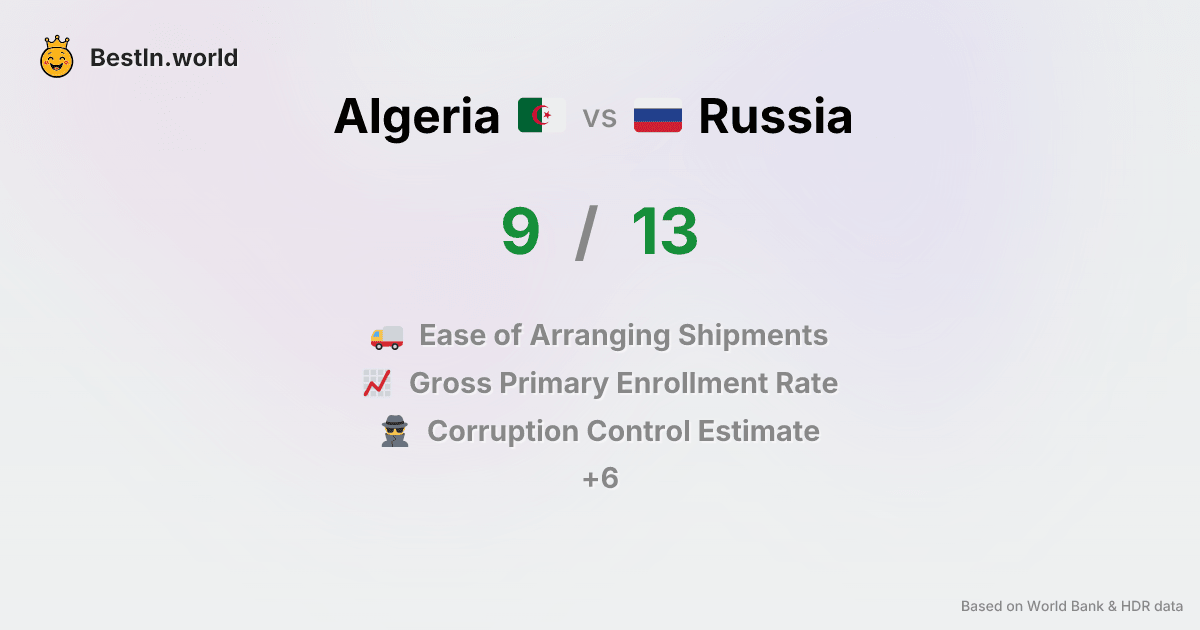 BestIn.world
Algeria vs Russia
9 / 13
Ease of Arranging Shipments
Gross Primary Enrollment Rate
Corruption Control Estimate
+6
Based on World Bank & HDR data